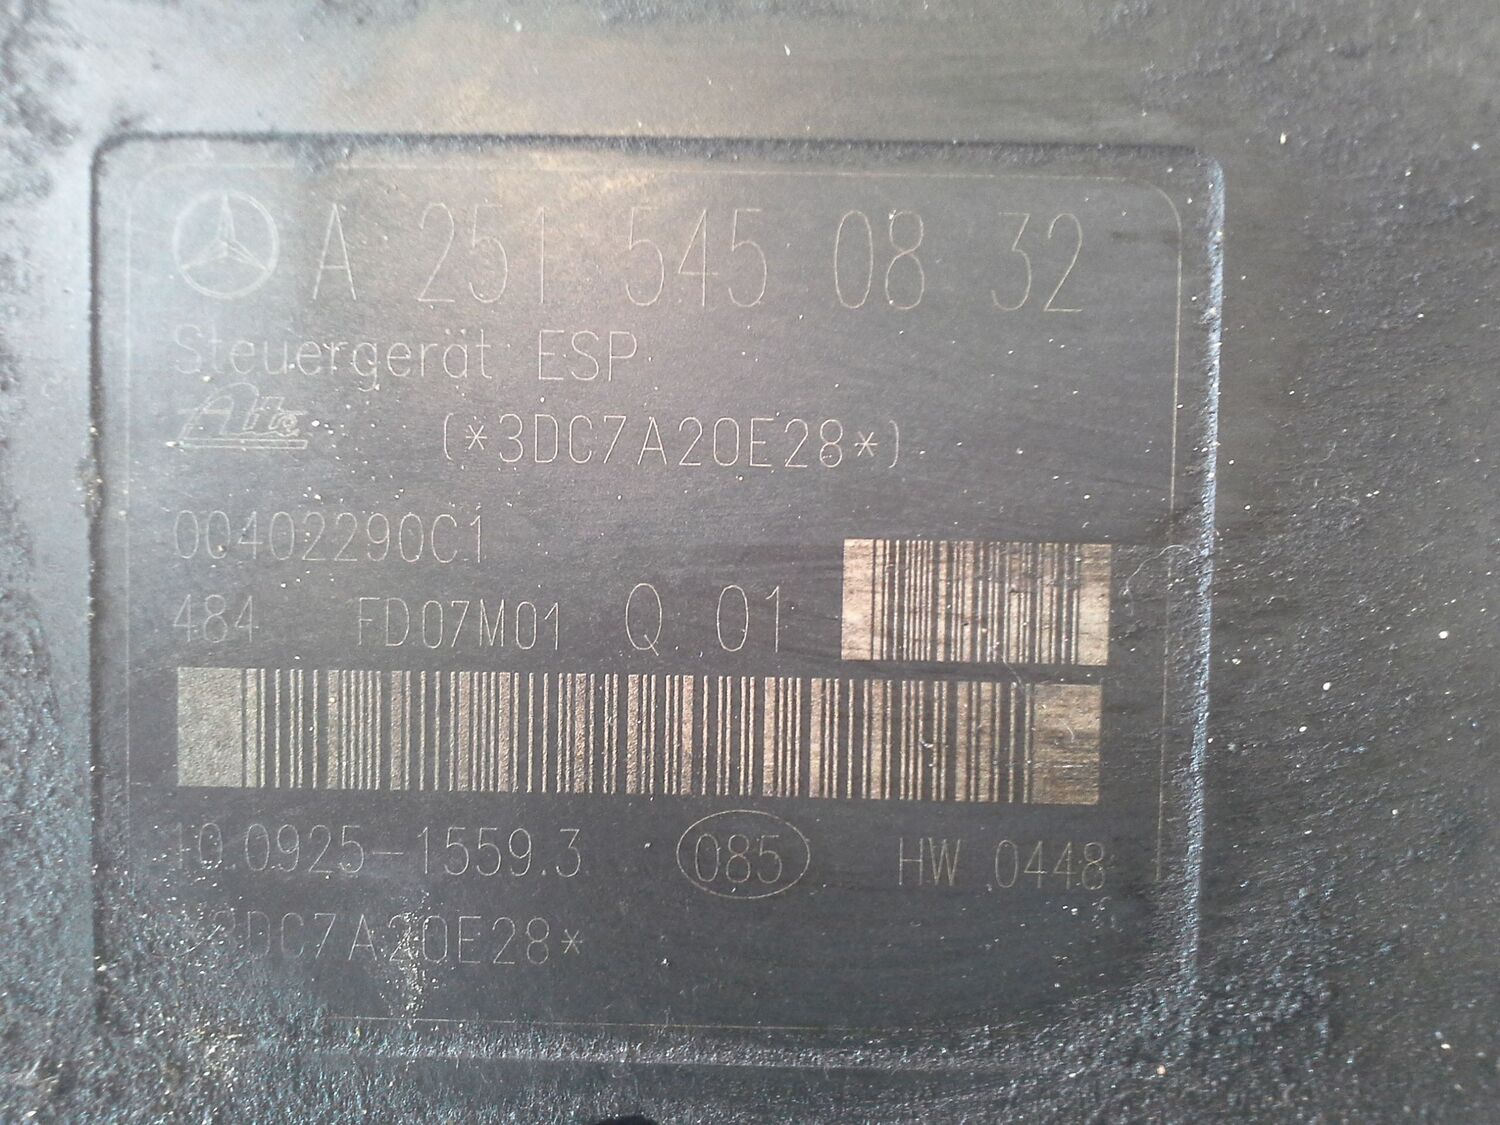 A 251 545 08 32
Steuergerät ESP
Ate (*3DC7A20E28*)
00402290C1
484 FD07M01 Q 01
10.0925-1559.3 085 HW 0448
*3DC7A20E28*